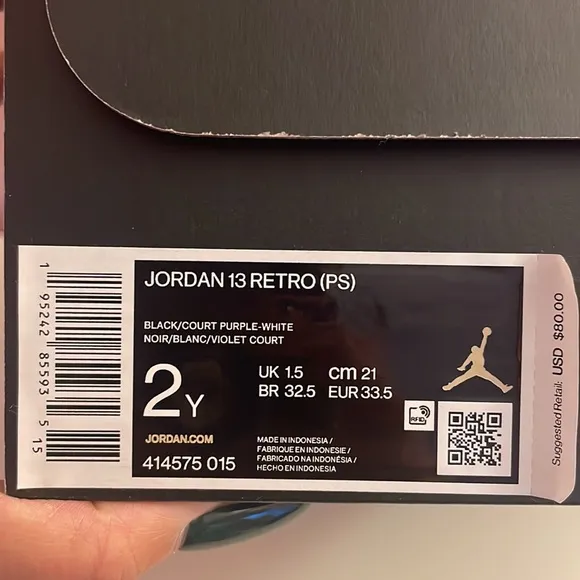 JORDAN 13 RETRO (PS)
BLACK/COURT PURPLE-WHITE
NOIR/BLANC/VIOLET COURT
2Y
UK 1.5 cm 21
BR 32.5 EUR 33.5
JORDAN.COM
414575 015
RFID
MADE IN INDONESIA /
FABRIQUE EN INDONESIE /
FABRICADO NA INDONÉSIA /
HECHO EN INDONESIA
1 95242 85593 5 15
Suggested Retail: USD $80.00